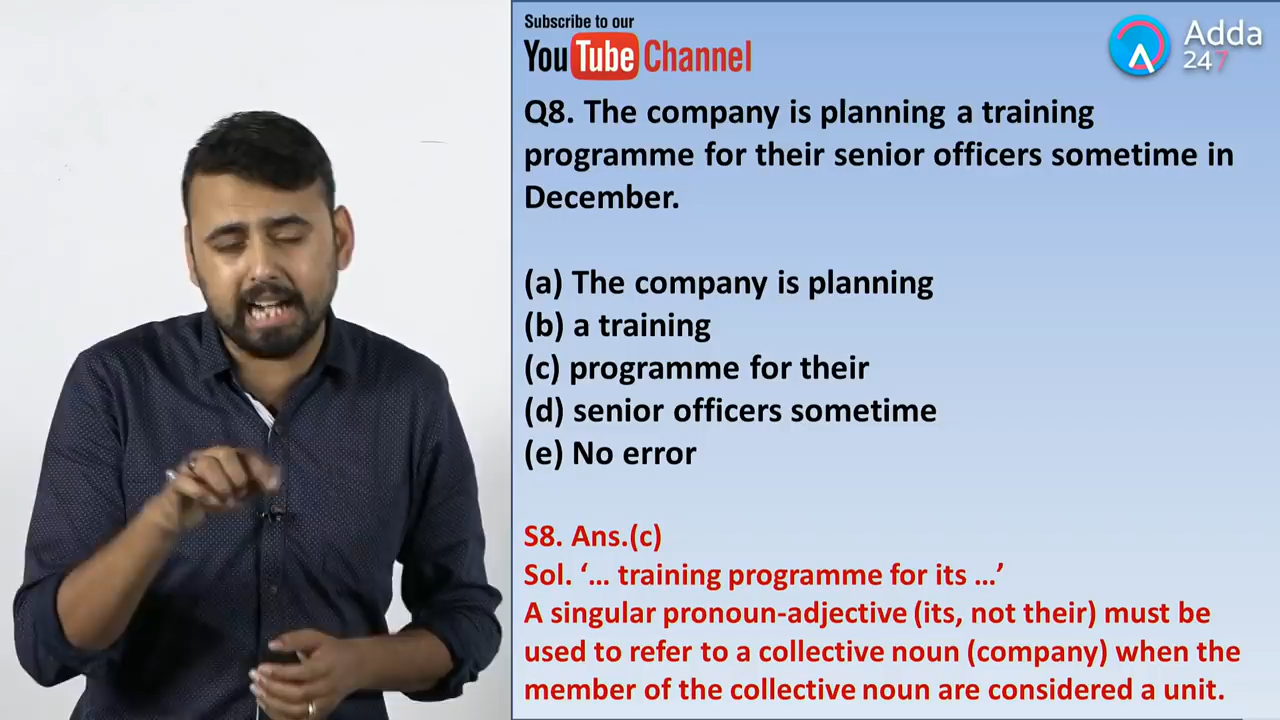 Subscribe to our
YouTube Channel
Adda
247
Q8. The company is planning a training
programme for their senior officers sometime in
December.
(a) The company is planning
(b) a training
(c) programme for their
(d) senior officers sometime
(e) No error
S8. Ans.(c)
Sol. ‘… training programme for its …’
A singular pronoun-adjective (its, not their) must be
used to refer to a collective noun (company) when the
member of the collective noun are considered a unit.